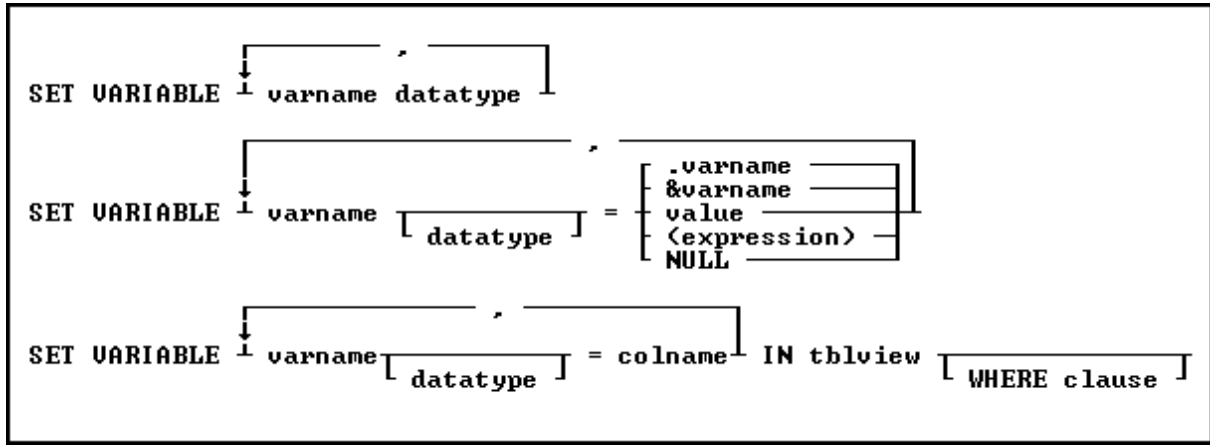 ,
SET VARIABLE varname datatype
,
.varname
&varname
SET VARIABLE varname = value
datatype (expression)
NULL
,
SET VARIABLE varname = colname IN tblview
datatype WHERE clause